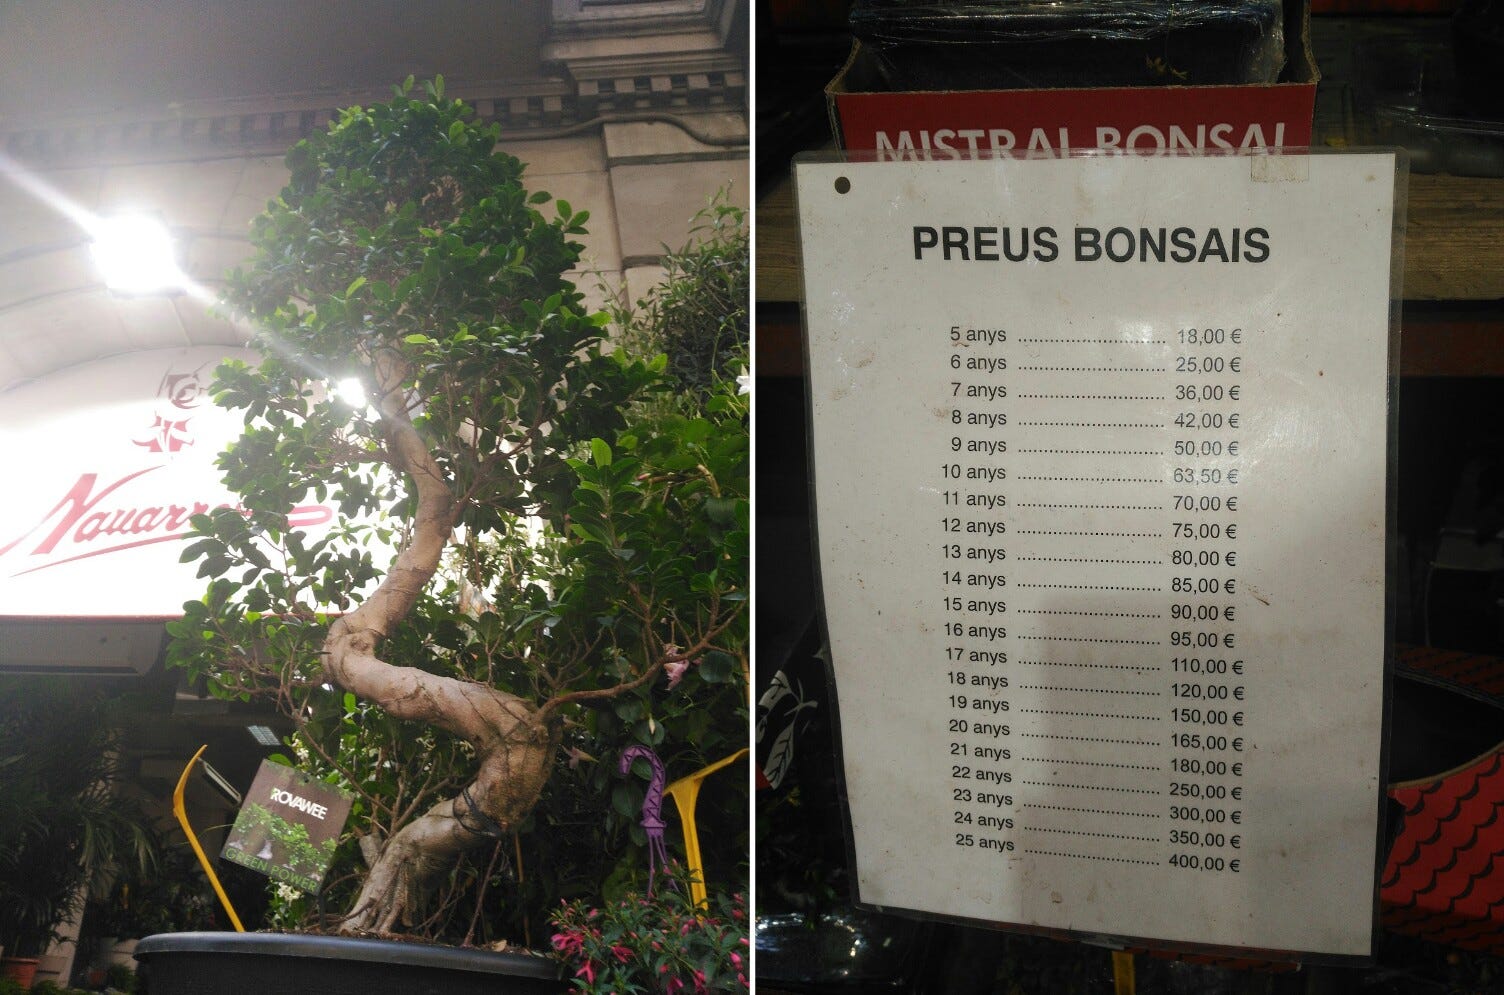 Navarro
ROVAWEE
GREEN POWER
MISTRAL BONSAI
PREUS BONSAIS
5 anys ........................ 18,00 €
6 anys ........................ 25,00 €
7 anys ........................ 36,00 €
8 anys ........................ 42,00 €
9 anys ........................ 50,00 €
10 anys ........................ 63,50 €
11 anys ........................ 70,00 €
12 anys ........................ 75,00 €
13 anys ........................ 80,00 €
14 anys ........................ 85,00 €
15 anys ........................ 90,00 €
16 anys ........................ 95,00 €
17 anys ........................ 110,00 €
18 anys ........................ 120,00 €
19 anys ........................ 150,00 €
20 anys ........................ 165,00 €
21 anys ........................ 180,00 €
22 anys ........................ 250,00 €
23 anys ........................ 300,00 €
24 anys ........................ 350,00 €
25 anys ........................ 400,00 €